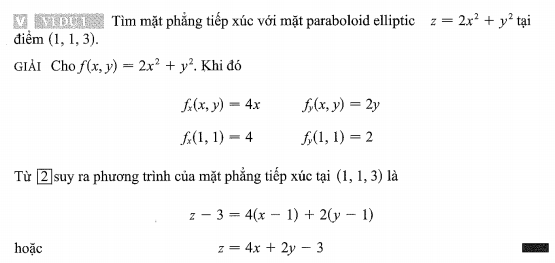 V VÍ DỤ 1 Tìm mặt phẳng tiếp xúc với mặt paraboloid elliptic z = 2x² + y² tại
điểm (1, 1, 3).
GIẢI Cho f(x, y) = 2x² + y². Khi đó
fₓ(x, y) = 4x f_y(x, y) = 2y
fₓ(1, 1) = 4 f_y(1, 1) = 2
Từ 2 suy ra phương trình của mặt phẳng tiếp xúc tại (1, 1, 3) là
z − 3 = 4(x − 1) + 2(y − 1)
hoặc z = 4x + 2y − 3